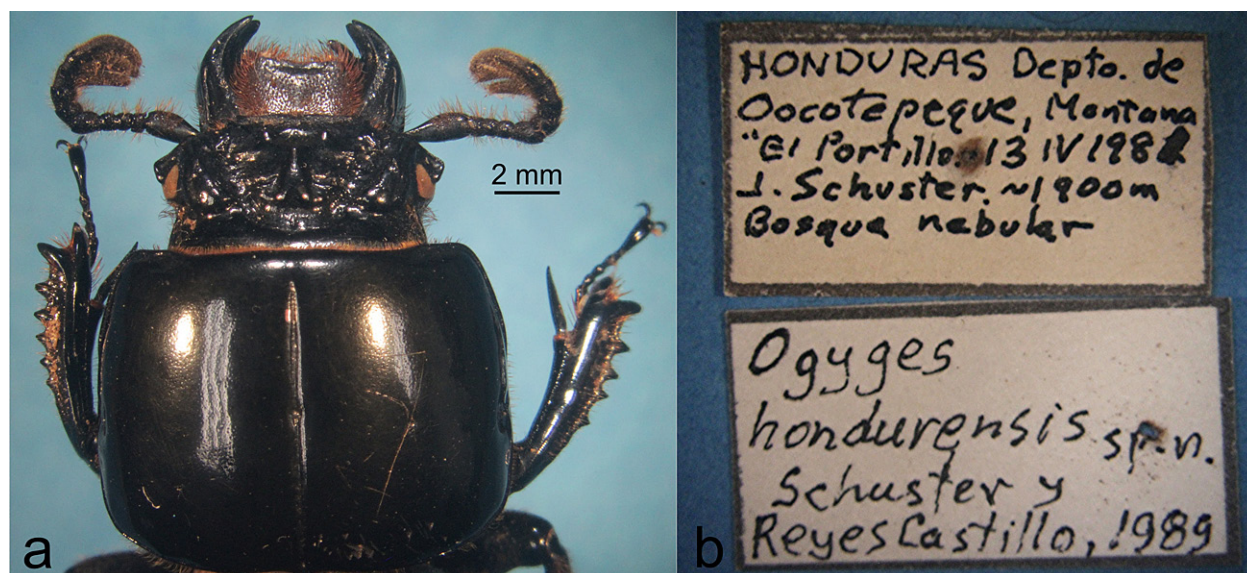 2 mm
a
HONDURAS Depto. de
Oocotepeque, Montana
"El Portillo 13 IV 198
J. Schuster. ~1900m
Bosque nebular
Ogyges
hondurensis sp. n.
Schuster y
Reyes Castillo, 1989
b